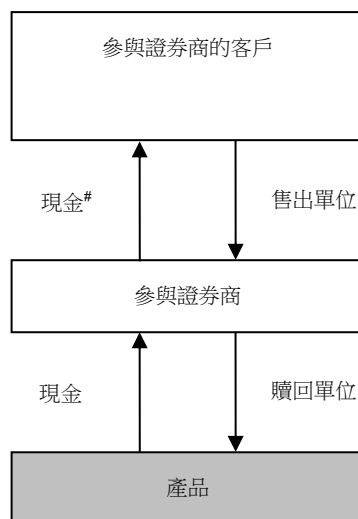 參與證券商的客戶
現金#
售出單位
參與證券商
現金
贖回單位
產品